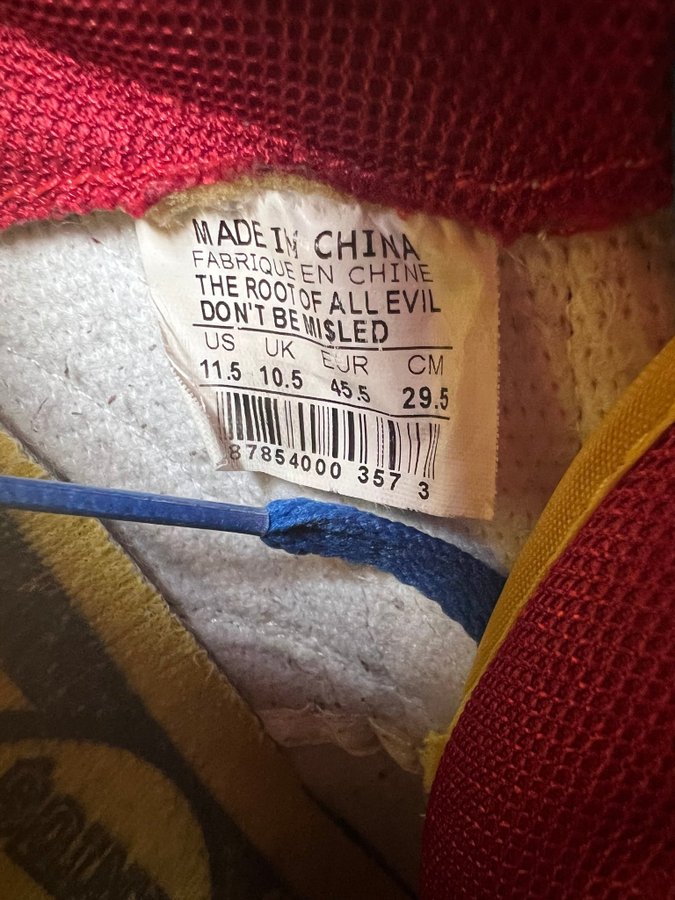 MADE IN CHINA
FABRIQUE EN CHINE
THE ROOT OF ALL EVIL
DON'T BE MISLED
US UK EUR CM
11.5 10.5 45.5 29.5
87854000 357 3